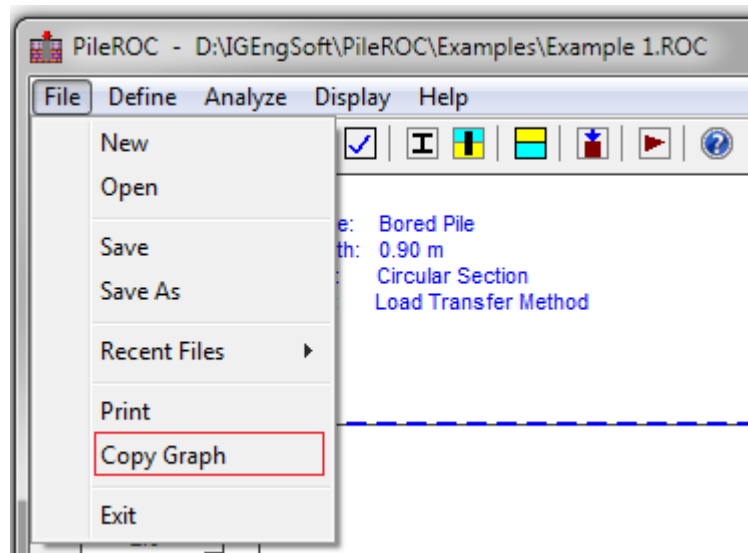 PileROC - D:\IGEngSoft\PileROC\Examples\Example 1.ROC
File Define Analyze Display Help
New
Open
Save
Save As
Recent Files
Print
Copy Graph
Exit
e: Bored Pile
th: 0.90 m
: Circular Section
Load Transfer Method